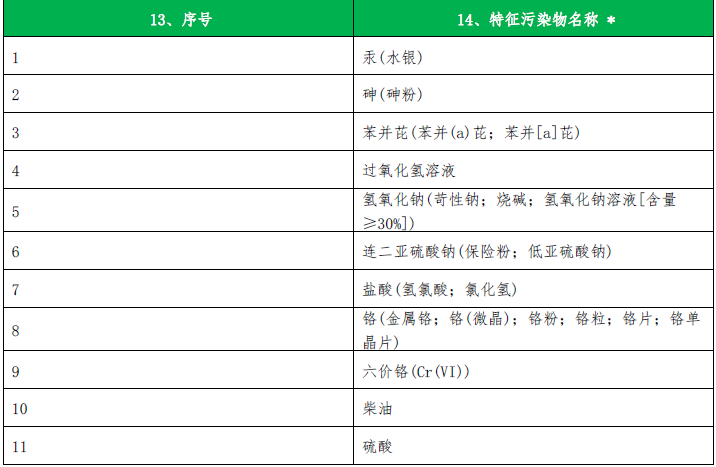 13、序号 14、特征污染物名称 *
1 汞(水银)
2 砷(砷粉)
3 苯并芘(苯并(a)芘；苯并[a]芘)
4 过氧化氢溶液
5 氢氧化钠(苛性钠；烧碱；氢氧化钠溶液[含量
≥30%])
6 连二亚硫酸钠(保险粉；低亚硫酸钠)
7 盐酸(氢氯酸；氯化氢)
8 铬(金属铬；铬(微晶)；铬粉；铬粒；铬片；铬单
晶片)
9 六价铬(Cr(VI))
10 柴油
11 硫酸